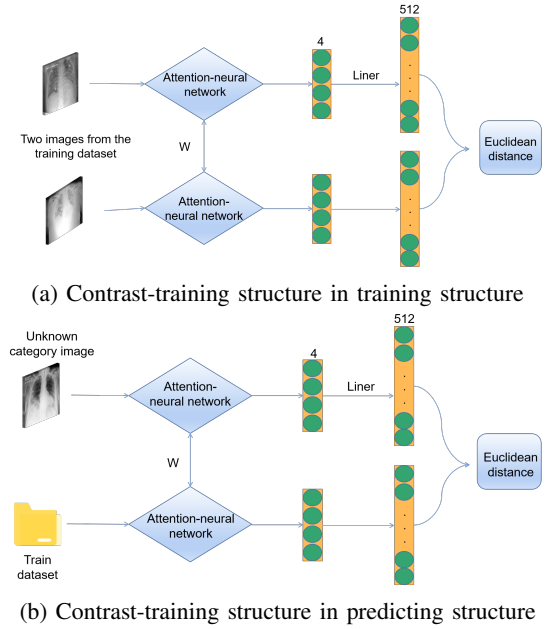 512
4
Attention-neural
network
Liner
Two images from the
training dataset
W
Euclidean
distance
Attention-
neural network
(a) Contrast-training structure in training structure
Unknown
category image
512
4
Attention-
neural network
Liner
W
Euclidean
distance
Attention-neural
network
Train
dataset
(b) Contrast-training structure in predicting structure